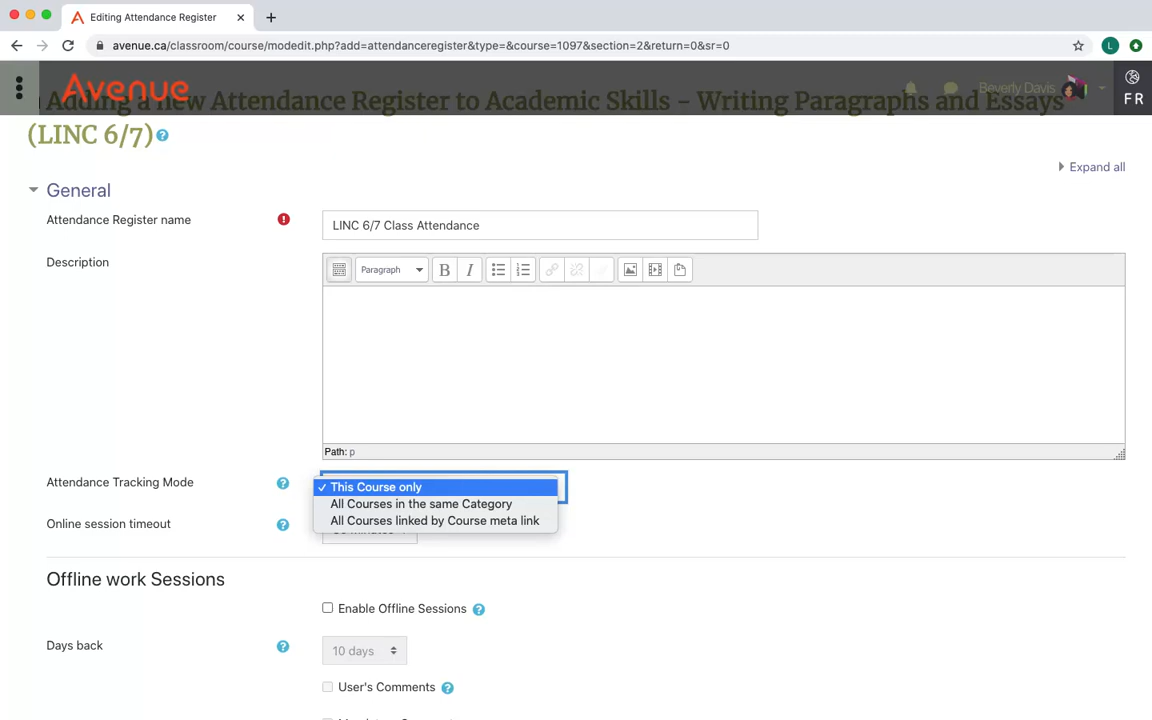 Editing Attendance Register
avenue.ca/classroom/course/modedit.php?add=attendanceregister&type=&course=1097&section=2&return=0&sr=0
L
Avenue
Beverly Davis
FR
Adding a new Attendance Register to Academic Skills - Writing Paragraphs and Essays
(LINC 6/7)
Expand all
General
Attendance Register name
LINC 6/7 Class Attendance
Description
Paragraph
B I
Path: p
Attendance Tracking Mode
✓ This Course only
All Courses in the same Category
All Courses linked by Course meta link
Online session timeout
Offline work Sessions
Enable Offline Sessions
Days back
10 days
User's Comments